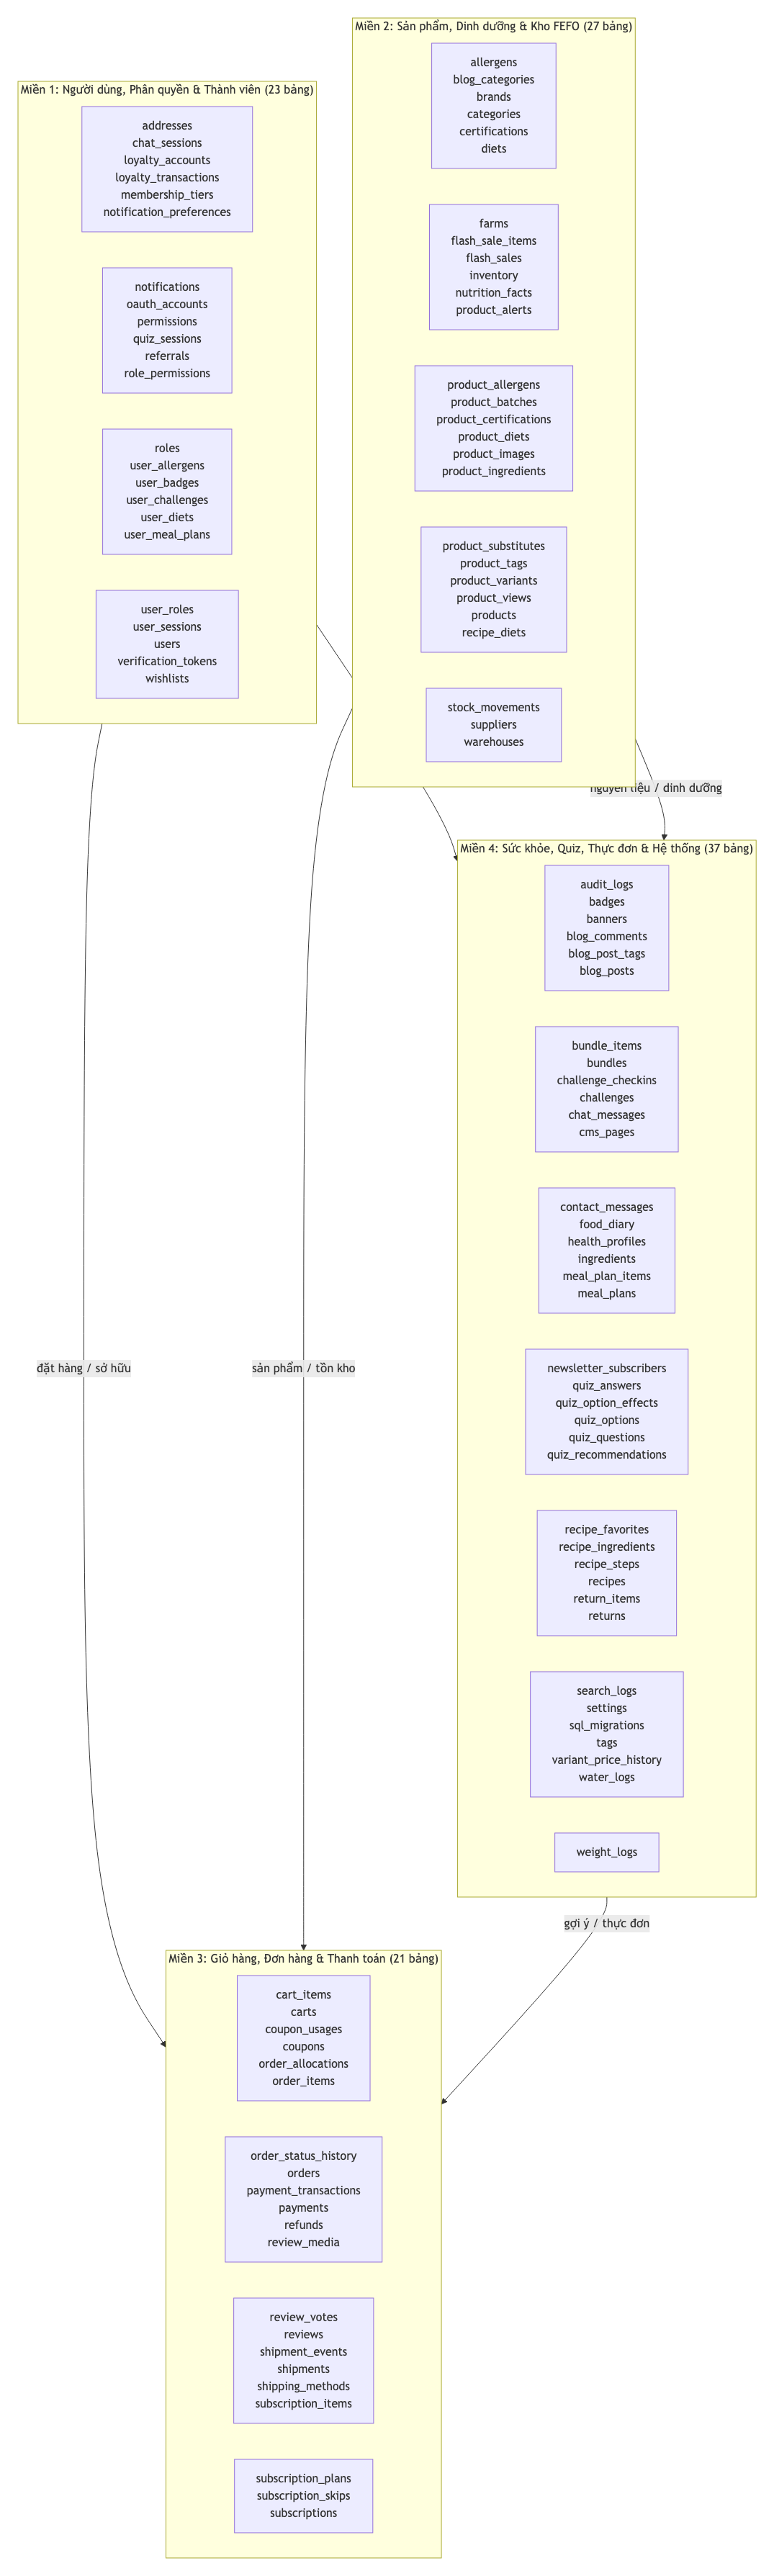 Miền 1: Người dùng, Phân quyền & Thành viên (23 bảng)
addresses
chat_sessions
loyalty_accounts
loyalty_transactions
membership_tiers
notification_preferences
notifications
oauth_accounts
permissions
quiz_sessions
referrals
role_permissions
roles
user_allergens
user_badges
user_challenges
user_diets
user_meal_plans
user_roles
user_sessions
users
verification_tokens
wishlists
Miền 2: Sản phẩm, Dinh dưỡng & Kho FEFO (27 bảng)
allergens
blog_categories
brands
categories
certifications
diets
farms
flash_sale_items
flash_sales
inventory
nutrition_facts
product_alerts
product_allergens
product_batches
product_certifications
product_diets
product_images
product_ingredients
product_substitutes
product_tags
product_variants
product_views
products
recipe_diets
stock_movements
suppliers
warehouses
nguyên liệu / dinh dưỡng
Miền 4: Sức khỏe, Quiz, Thực đơn & Hệ thống (37 bảng)
audit_logs
badges
banners
blog_comments
blog_post_tags
blog_posts
bundle_items
bundles
challenge_checkins
challenges
chat_messages
cms_pages
contact_messages
food_diary
health_profiles
ingredients
meal_plan_items
meal_plans
newsletter_subscribers
quiz_answers
quiz_option_effects
quiz_options
quiz_questions
quiz_recommendations
recipe_favorites
recipe_ingredients
recipe_steps
recipes
return_items
returns
search_logs
settings
sql_migrations
tags
variant_price_history
water_logs
weight_logs
đặt hàng / sở hữu
sản phẩm / tồn kho
gợi ý / thực đơn
Miền 3: Giỏ hàng, Đơn hàng & Thanh toán (21 bảng)
cart_items
carts
coupon_usages
coupons
order_allocations
order_items
order_status_history
orders
payment_transactions
payments
refunds
review_media
review_votes
reviews
shipment_events
shipments
shipping_methods
subscription_items
subscription_plans
subscription_skips
subscriptions